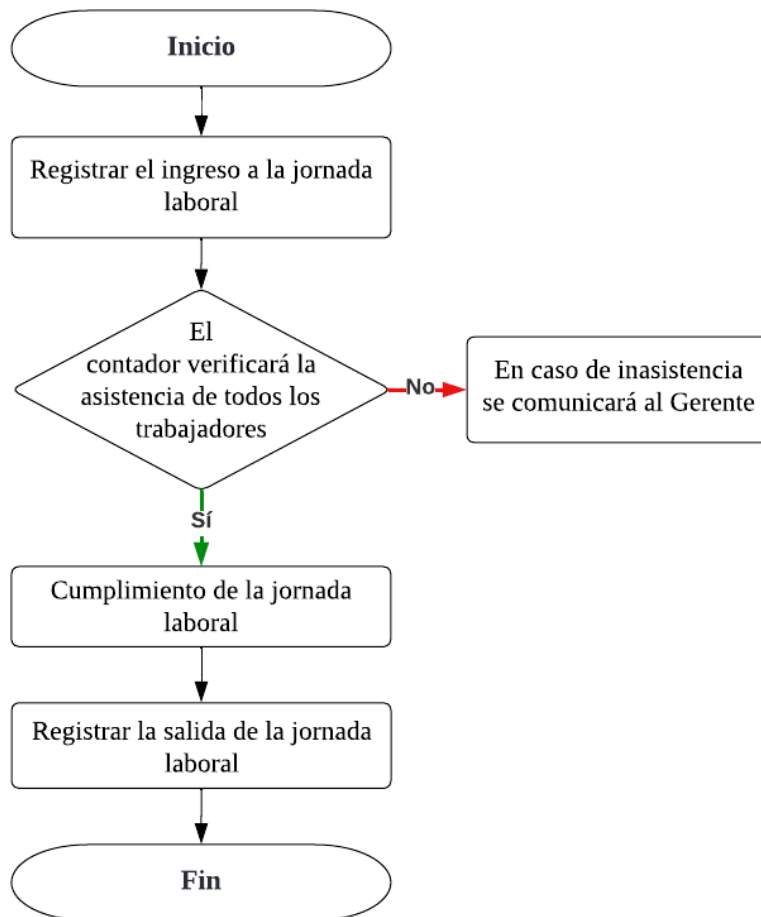 Inicio
Registrar el ingreso a la jornada
laboral
El
contador verificará la
asistencia de todos los
trabajadores
No
En caso de inasistencia
se comunicará al Gerente
Sí
Cumplimiento de la jornada
laboral
Registrar la salida de la jornada
laboral
Fin